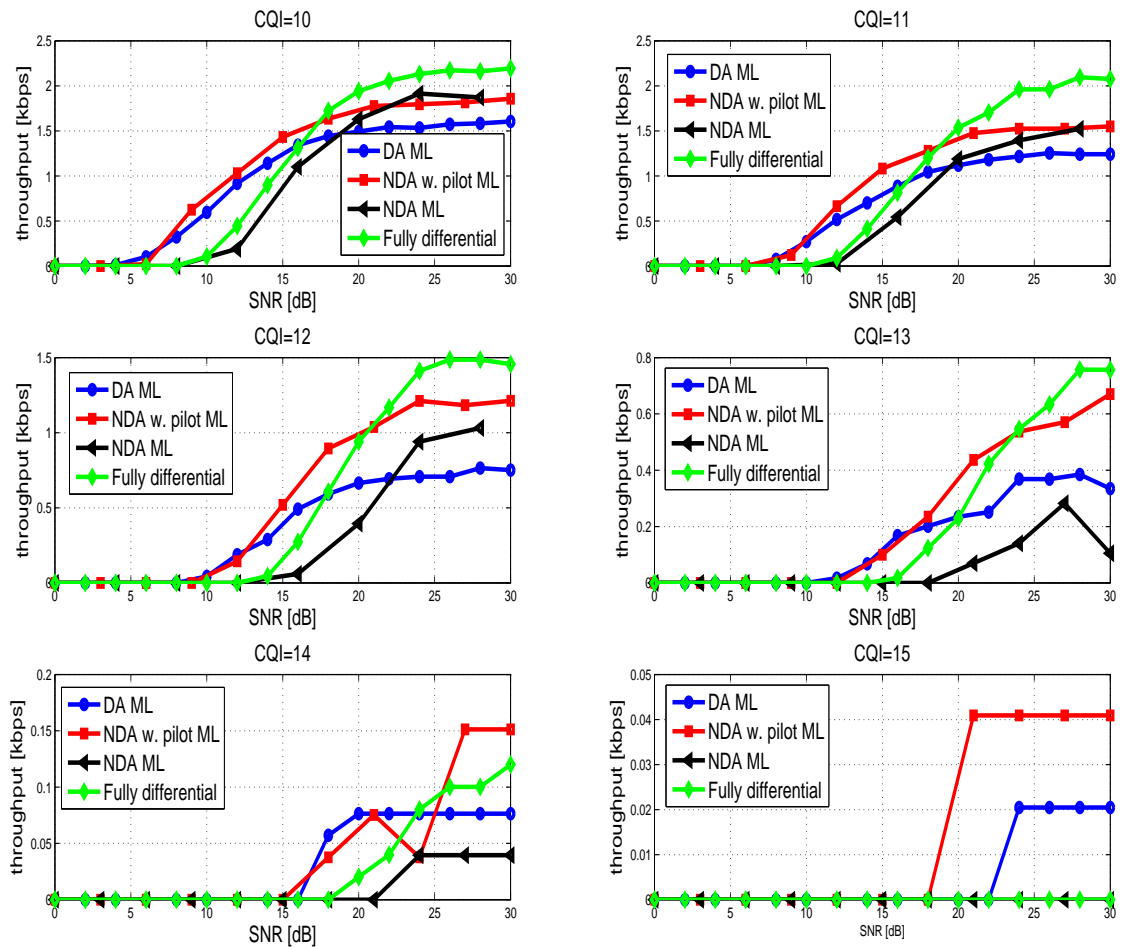 CQI=10
2.5
2
1.5
1
0.5
0
throughput [kbps]
DA ML
NDA w. pilot ML
NDA ML
Fully differential
0 5 10 15 20 25 30
SNR [dB]
CQI=11
2.5
2
1.5
1
0.5
0
throughput [kbps]
DA ML
NDA w. pilot ML
NDA ML
Fully differential
0 5 10 15 20 25 30
SNR [dB]
CQI=12
1.5
1
0.5
0
throughput [kbps]
DA ML
NDA w. pilot ML
NDA ML
Fully differential
0 5 10 15 20 25 30
SNR [dB]
CQI=13
0.8
0.6
0.4
0.2
0
throughput [kbps]
DA ML
NDA w. pilot ML
NDA ML
Fully differential
0 5 10 15 20 25 30
SNR [dB]
CQI=14
0.2
0.15
0.1
0.05
0
throughput [kbps]
DA ML
NDA w. pilot ML
NDA ML
Fully differential
0 5 10 15 20 25 30
SNR [dB]
CQI=15
0.05
0.04
0.03
0.02
0.01
0
throughput [kbps]
DA ML
NDA w. pilot ML
NDA ML
Fully differential
0 5 10 15 20 25 30
SNR [dB]